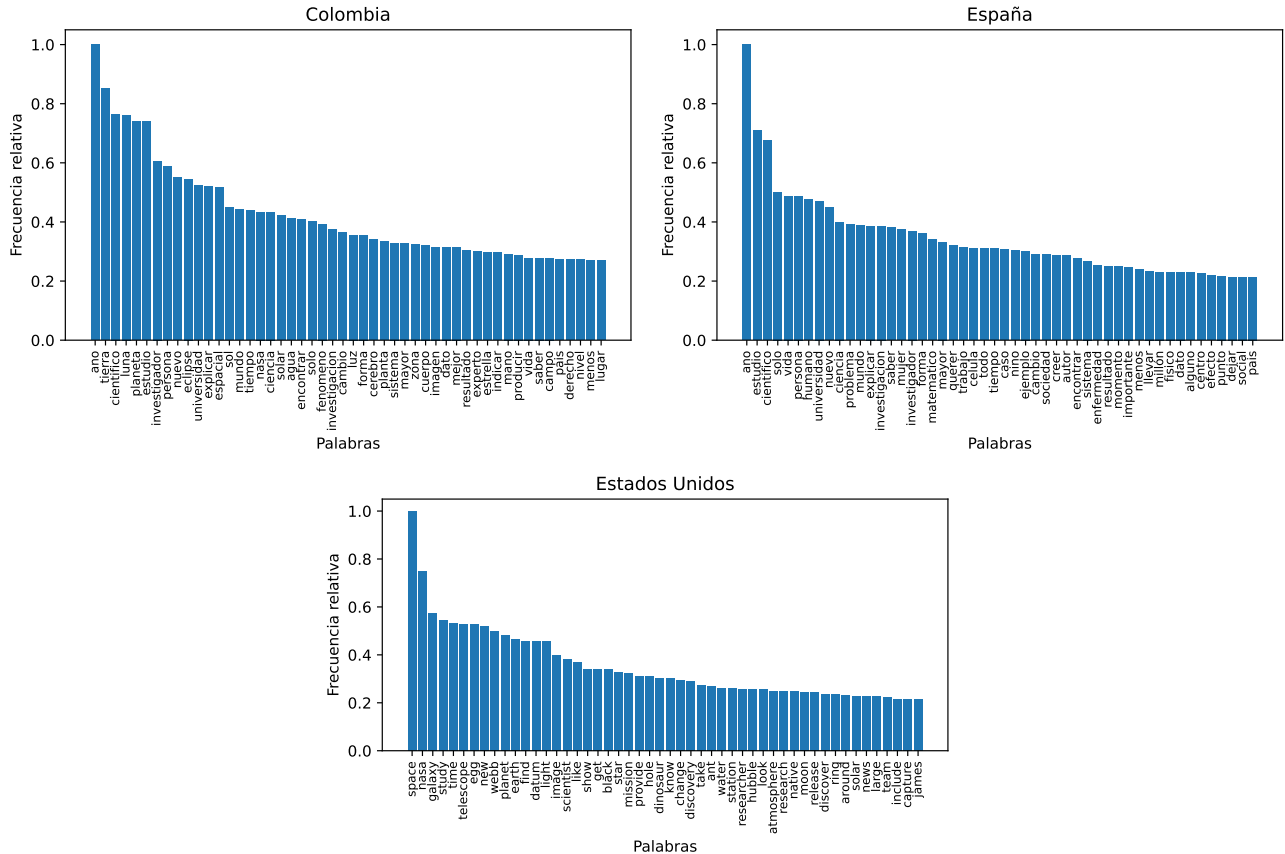 Colombia
1.0
0.8
0.6
0.4
0.2
0.0
Frecuencia relativa
ano
tierra
cientifico
luna
planeta
estudio
investigador
persona
nuevo
eclipse
universidad
explicar
espacial
sol
mundo
tiempo
nasa
ciencia
solar
agua
encontrar
solo
fenomeno
investigacion
cambio
luz
forma
cerebro
planta
sistema
mayor
zona
cuerpo
imagen
dato
mejor
resultado
experto
estrella
indicar
mano
producir
vida
saber
campo
pais
derecho
nivel
menos
lugar
Palabras
España
1.0
0.8
0.6
0.4
0.2
0.0
Frecuencia relativa
ano
estudio
cientifico
solo
vida
persona
humano
universidad
nuevo
ciencia
problema
mundo
explicar
investigacion
saber
mujer
investigador
forma
matematico
mayor
querer
trabajo
celula
todo
tiempo
caso
nino
ejemplo
cambio
sociedad
creer
autor
encontrar
sistema
enfermedad
resultado
momento
importante
menos
llevar
millón
fisico
dato
alguno
centro
efecto
punto
dejar
social
pais
Palabras
Estados Unidos
1.0
0.8
0.6
0.4
0.2
0.0
Frecuencia relativa
space
nasa
galaxy
study
time
telescope
egg
new
webb
planet
earth
find
datum
light
image
scientist
like
show
get
black
star
mission
provide
hole
dinosaur
know
change
discovery
take
ant
water
station
researcher
hubble
look
atmosphere
research
native
moon
release
discover
ring
around
solar
news
large
team
include
capture
james
Palabras